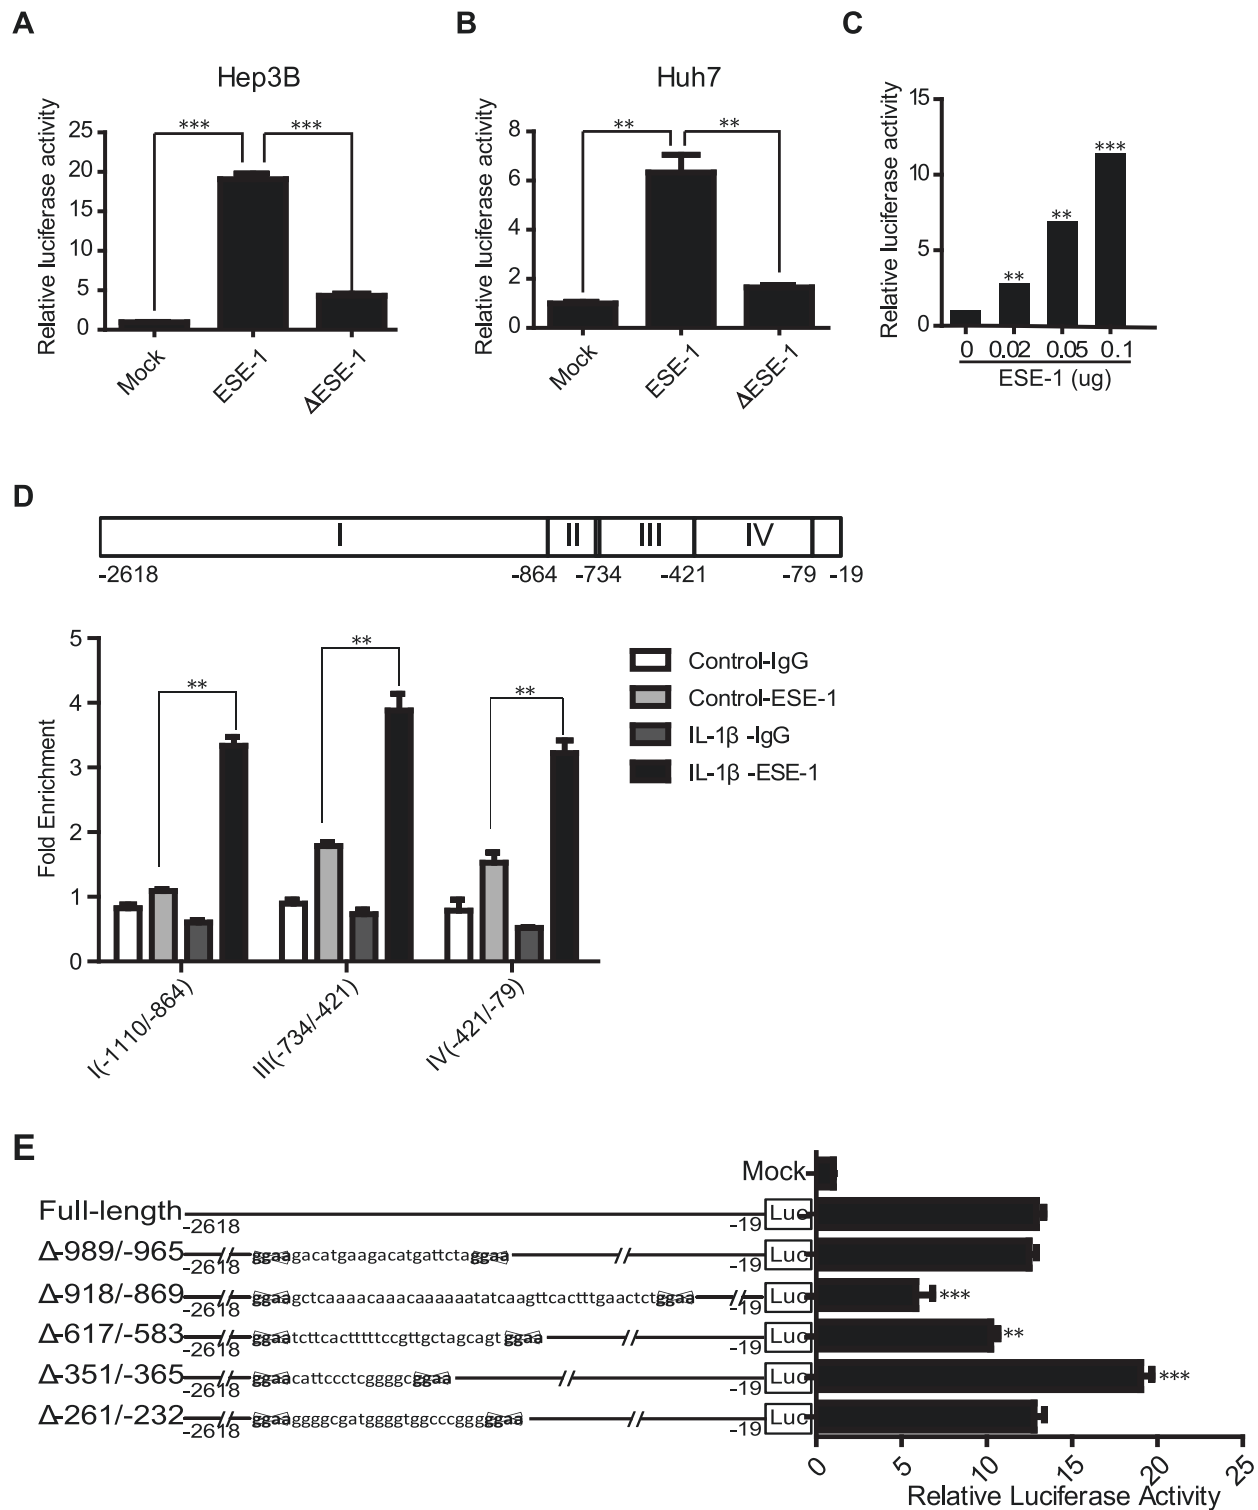 A
B
C
Hep3B
Relative luciferase activity
25
20
15
10
5
0
***
***
Mock
ESE-1
ΔESE-1
Huh7
Relative luciferase activity
8
6
4
2
0
**
**
Mock
ESE-1
ΔESE-1
Relative luciferase activity
15
10
5
0
**
**
***
0 0.02 0.05 0.1
ESE-1 (ug)
D
I II III IV
-2618 -864 -734 -421 -79 -19
Fold Enrichment
5
4
3
2
1
0
**
**
**
I(-1110/-864)
III(-734/-421)
IV(-421/-79)
Control-IgG
Control-ESE-1
IL-1β -IgG
IL-1β -ESE-1
E
Mock
Full-length -2618 -19 Luc
Δ-989/-965 -2618 // ggaagacatgaagacatgattctaggaa // -19 Luc
Δ-918/-869 -2618 // ggaagctcaaaacaaacaaaaaatatcaagttcactttgaactctggaa // -19 Luc ***
Δ-617/-583 -2618 // ggaatcttcactttttccgttgctagcagt ggaa // -19 Luc **
Δ-351/-365 -2618 // ggaacattccctcggggcggaa // -19 Luc ***
Δ-261/-232 -2618 // ggaaggggcgatggggtggcccgggggaa // -19 Luc
0 5 10 15 20 25
Relative Luciferase Activity